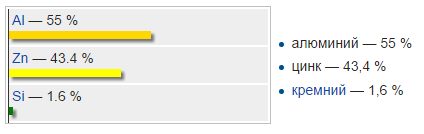 Al — 55 %
Zn — 43.4 %
Si — 1.6 %
алюминий — 55 %
цинк — 43,4 %
кремний — 1,6 %